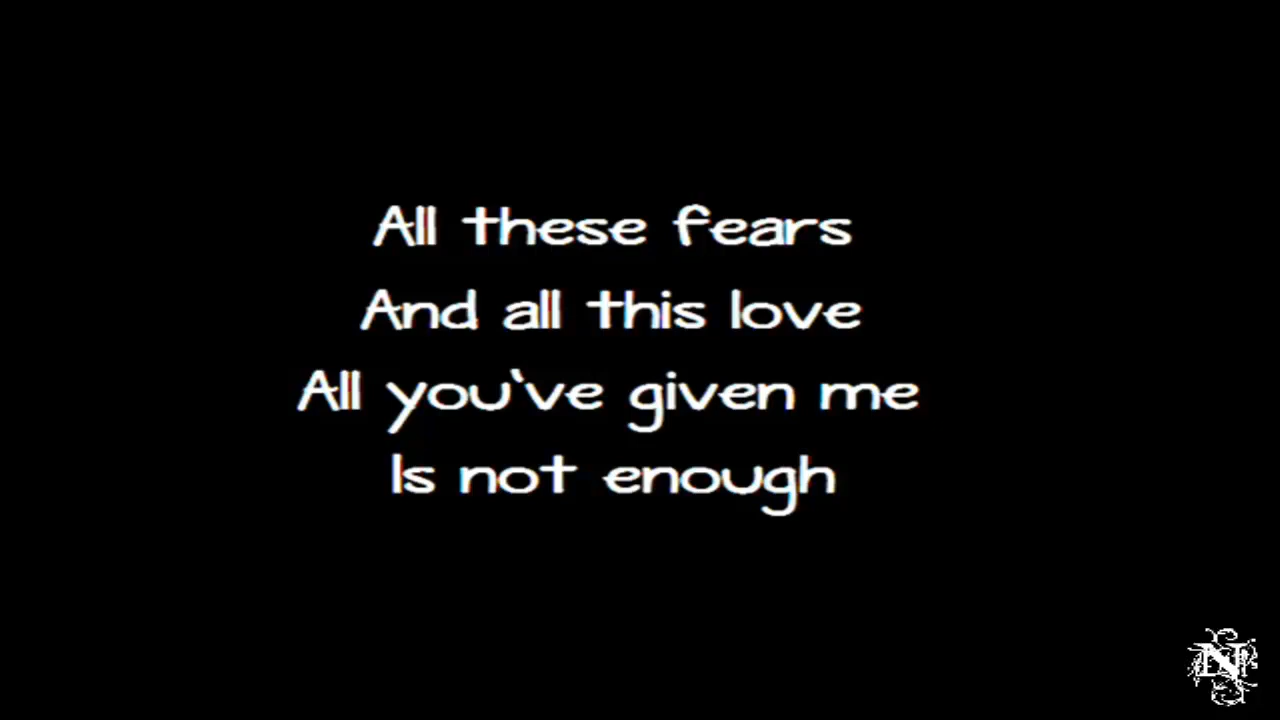 All these fears
And all this love
All you've given me
Is not enough
N